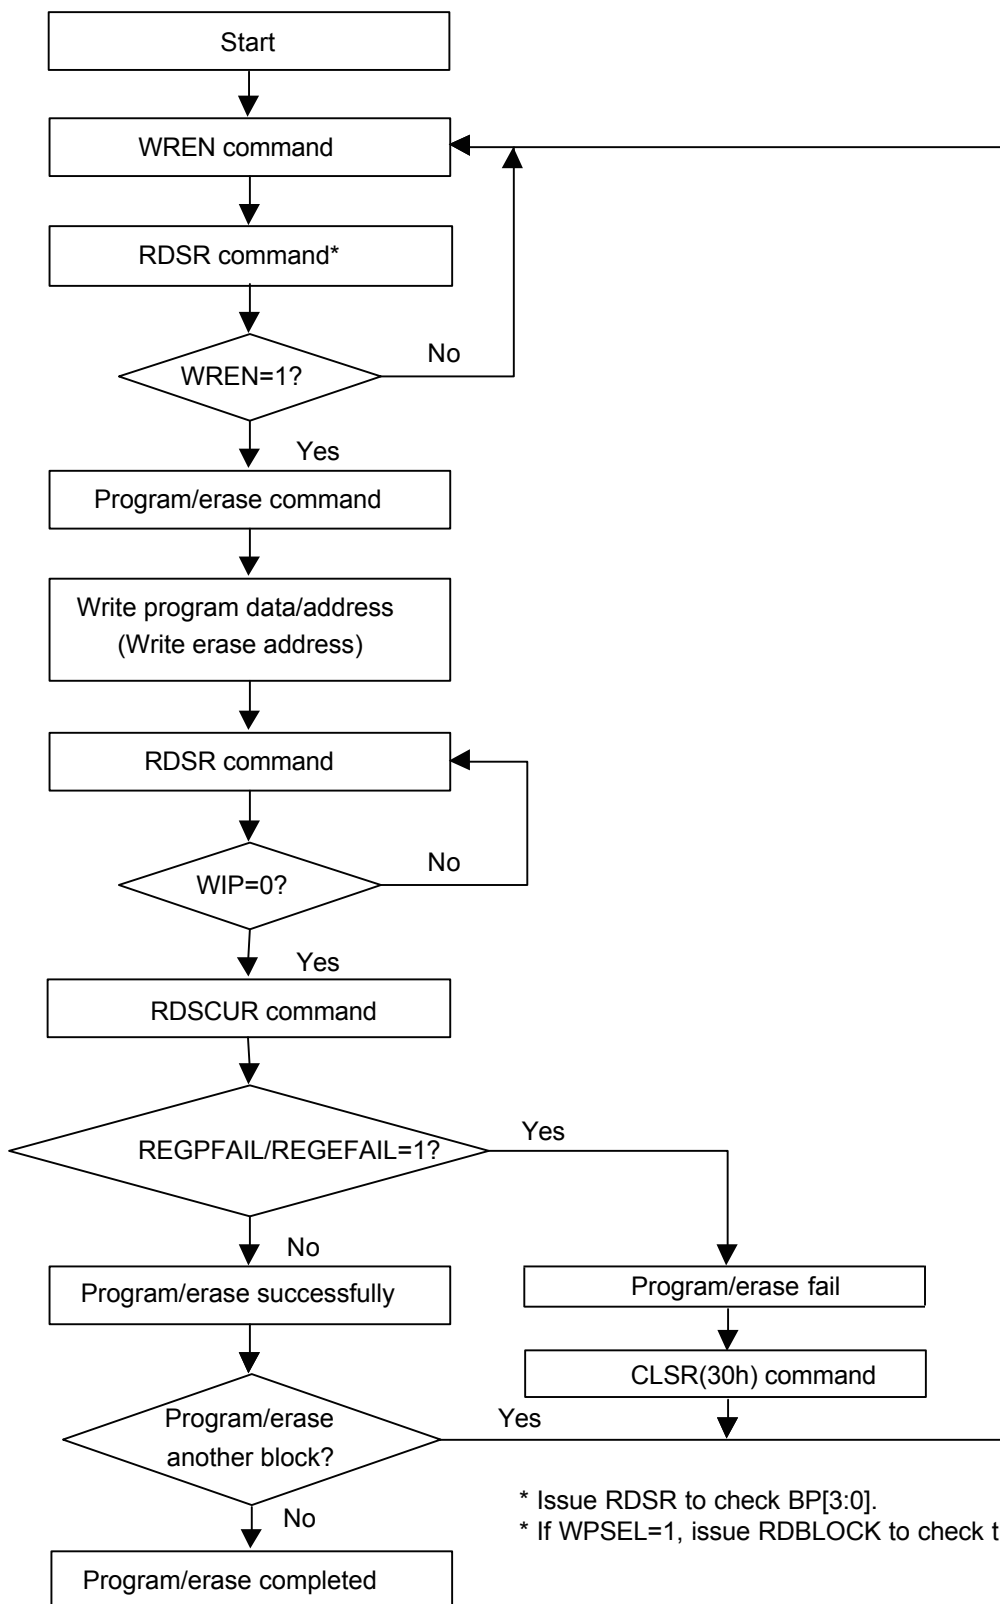 Start
WREN command
RDSR command*
WREN=1?
No
Yes
Program/erase command
Write program data/address
(Write erase address)
RDSR command
WIP=0?
No
Yes
RDSCUR command
REGPFAIL/REGEFAIL=1?
Yes
No
Program/erase successfully
Program/erase fail
CLSR(30h) command
Program/erase
another block?
Yes
No
* Issue RDSR to check BP[3:0].
* If WPSEL=1, issue RDBLOCK to check
Program/erase completed